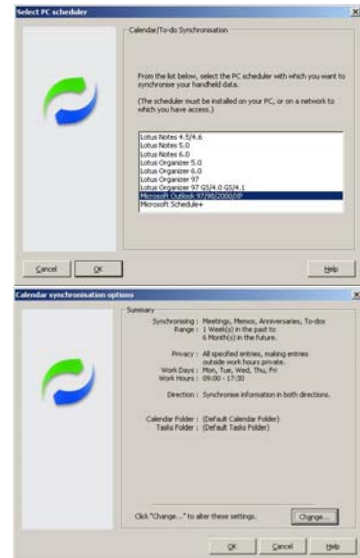 Select PC scheduler
Calendar/To-do Synchronisation
From the list below, select the PC scheduler with which you want to
synchronise your handheld data.
(The scheduler must be installed on your PC, or on a network to
which you have access.)
Lotus Notes 4.5/4.6
Lotus Notes 5.0
Lotus Notes 6.0
Lotus Organizer 5.0
Lotus Organizer 6.0
Lotus Organizer 97
Lotus Organizer 97 GS/4.0 GS/4.1
Microsoft Outlook 97/98/2000/XP
Microsoft Schedule+
Cancel OK Help
Calendar synchronisation options
Summary
Synchronising : Meetings, Memos, Anniversaries, To-dos
Range : 1 Week(s) in the past to
6 Month(s) in the future.
Privacy : All specified entries, making entries
outside work hours private.
Work Days : Mon, Tue, Wed, Thu, Fri
Work Hours : 09:00 - 17:30
Direction : Synchronise information in both directions.
Calendar Folder : (Default Calendar Folder)
Tasks Folder : (Default Tasks Folder)
Click "Change..." to alter these settings. Change...
OK Cancel Help